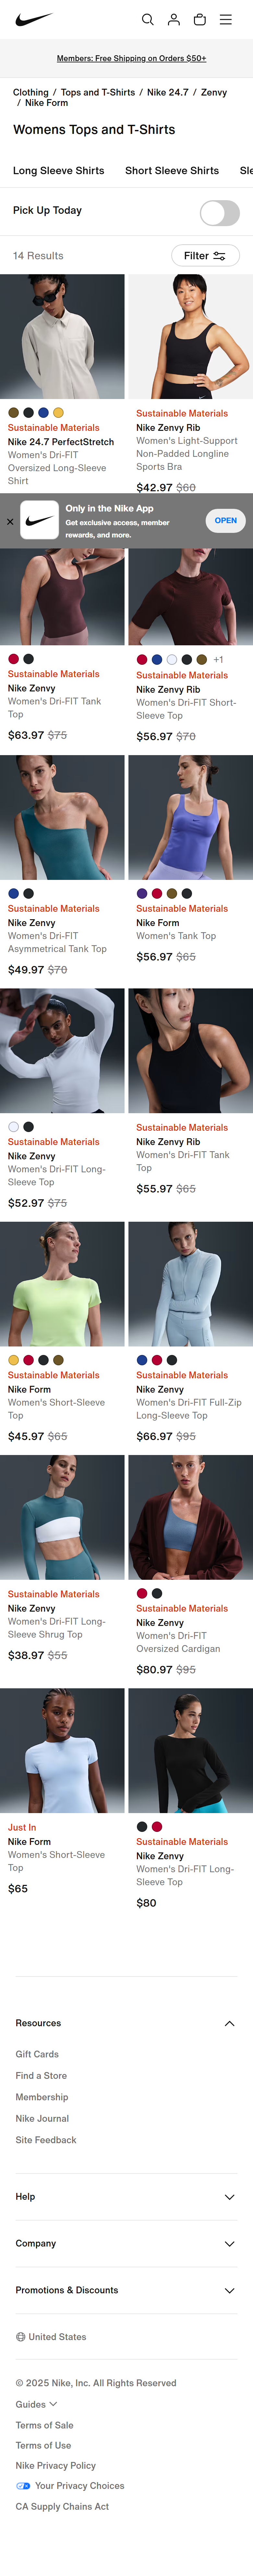 Members: Free Shipping on Orders $50+
Clothing / Tops and T-Shirts / Nike 24.7 / Zenvy
/ Nike Form
Womens Tops and T-Shirts
Long Sleeve Shirts Short Sleeve Shirts Sle
Pick Up Today
14 Results
Filter
Sustainable Materials
Nike 24.7 PerfectStretch
Women's Dri-FIT
Oversized Long-Sleeve
Shirt
Sustainable Materials
Nike Zenvy Rib
Women's Light-Support
Non-Padded Longline
Sports Bra
$42.97 $60
Only in the Nike App
Get exclusive access, member
rewards, and more.
OPEN
Sustainable Materials
Nike Zenvy
Women's Dri-FIT Tank
Top
$63.97 $75
+1
Sustainable Materials
Nike Zenvy Rib
Women's Dri-FIT Short-
Sleeve Top
$56.97 $70
Sustainable Materials
Nike Zenvy
Women's Dri-FIT
Asymmetrical Tank Top
$49.97 $70
Sustainable Materials
Nike Form
Women's Tank Top
$56.97 $65
Sustainable Materials
Nike Zenvy
Women's Dri-FIT Long-
Sleeve Top
$52.97 $75
Sustainable Materials
Nike Zenvy Rib
Women's Dri-FIT Tank
Top
$55.97 $65
Sustainable Materials
Nike Form
Women's Short-Sleeve
Top
$45.97 $65
Sustainable Materials
Nike Zenvy
Women's Dri-FIT Full-Zip
Long-Sleeve Top
$66.97 $95
Sustainable Materials
Nike Zenvy
Women's Dri-FIT Long-
Sleeve Shrug Top
$38.97 $55
Sustainable Materials
Nike Zenvy
Women's Dri-FIT
Oversized Cardigan
$80.97 $95
Just In
Nike Form
Women's Short-Sleeve
Top
$65
Sustainable Materials
Nike Zenvy
Women's Dri-FIT Long-
Sleeve Top
$80
Resources
Gift Cards
Find a Store
Membership
Nike Journal
Site Feedback
Help
Company
Promotions & Discounts
United States
© 2025 Nike, Inc. All Rights Reserved
Guides
Terms of Sale
Terms of Use
Nike Privacy Policy
Your Privacy Choices
CA Supply Chains Act